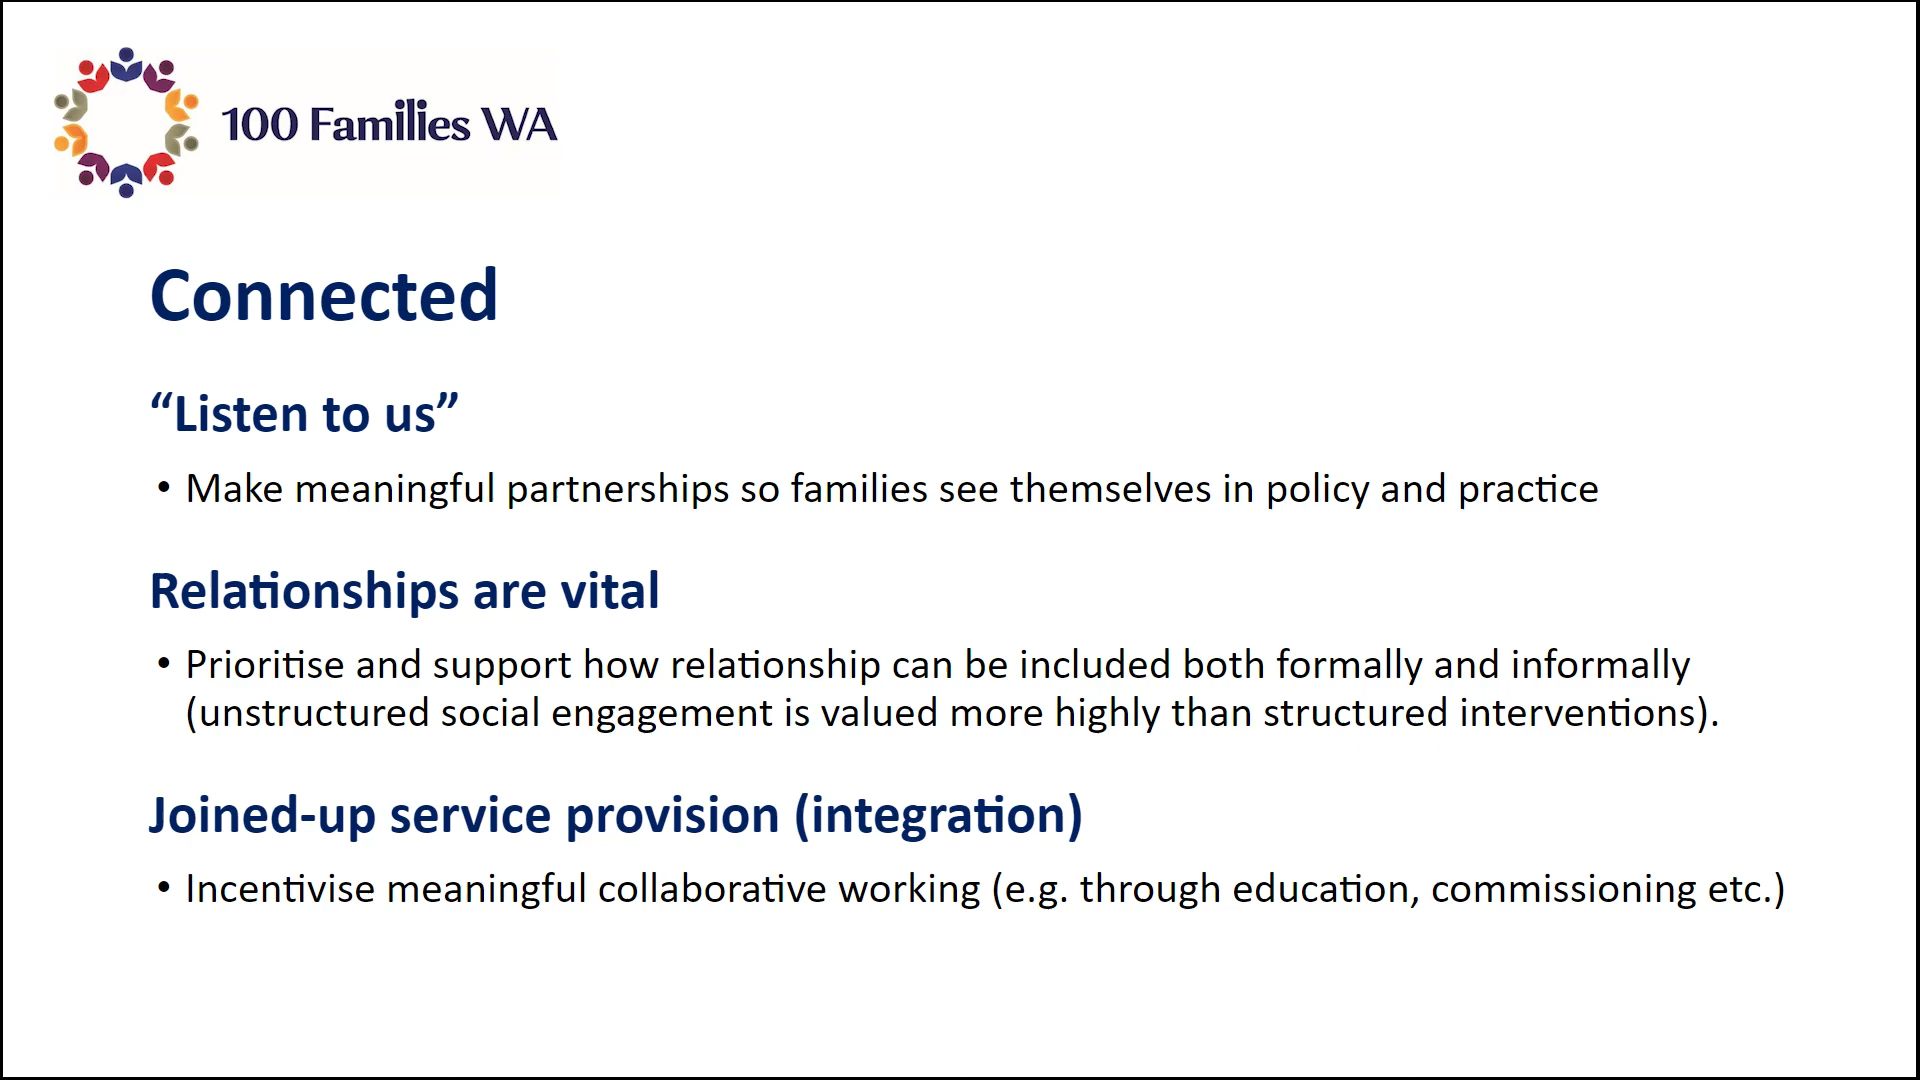 100 Families WA
Connected
“Listen to us”
• Make meaningful partnerships so families see themselves in policy and practice
Relationships are vital
• Prioritise and support how relationship can be included both formally and informally
(unstructured social engagement is valued more highly than structured interventions).
Joined-up service provision (integration)
• Incentivise meaningful collaborative working (e.g. through education, commissioning etc.)